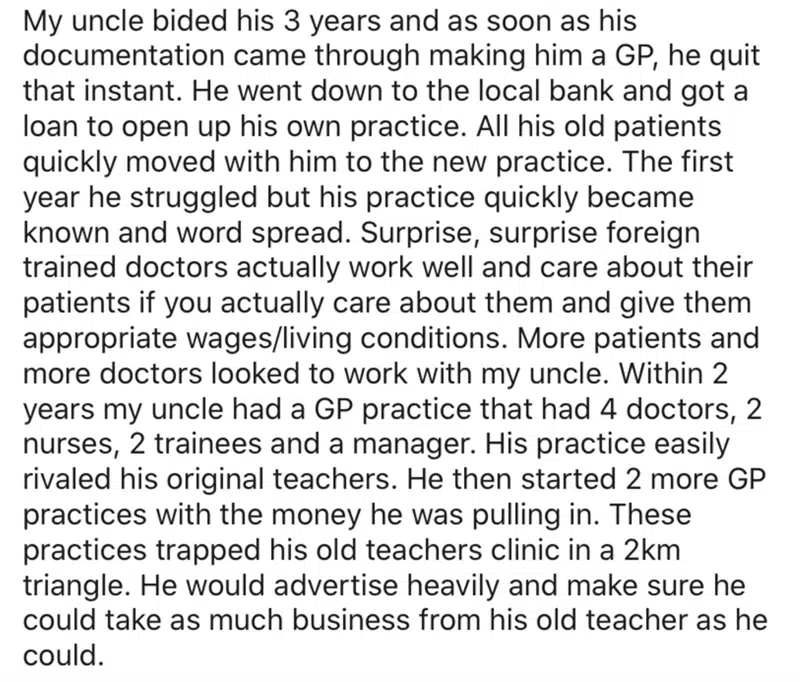 My uncle bided his 3 years and as soon as his
documentation came through making him a GP, he quit
that instant. He went down to the local bank and got a
loan to open up his own practice. All his old patients
quickly moved with him to the new practice. The first
year he struggled but his practice quickly became
known and word spread. Surprise, surprise foreign
trained doctors actually work well and care about their
patients if you actually care about them and give them
appropriate wages/living conditions. More patients and
more doctors looked to work with my uncle. Within 2
years my uncle had a GP practice that had 4 doctors, 2
nurses, 2 trainees and a manager. His practice easily
rivaled his original teachers. He then started 2 more GP
practices with the money he was pulling in. These
practices trapped his old teachers clinic in a 2km
triangle. He would advertise heavily and make sure he
could take as much business from his old teacher as he
could.